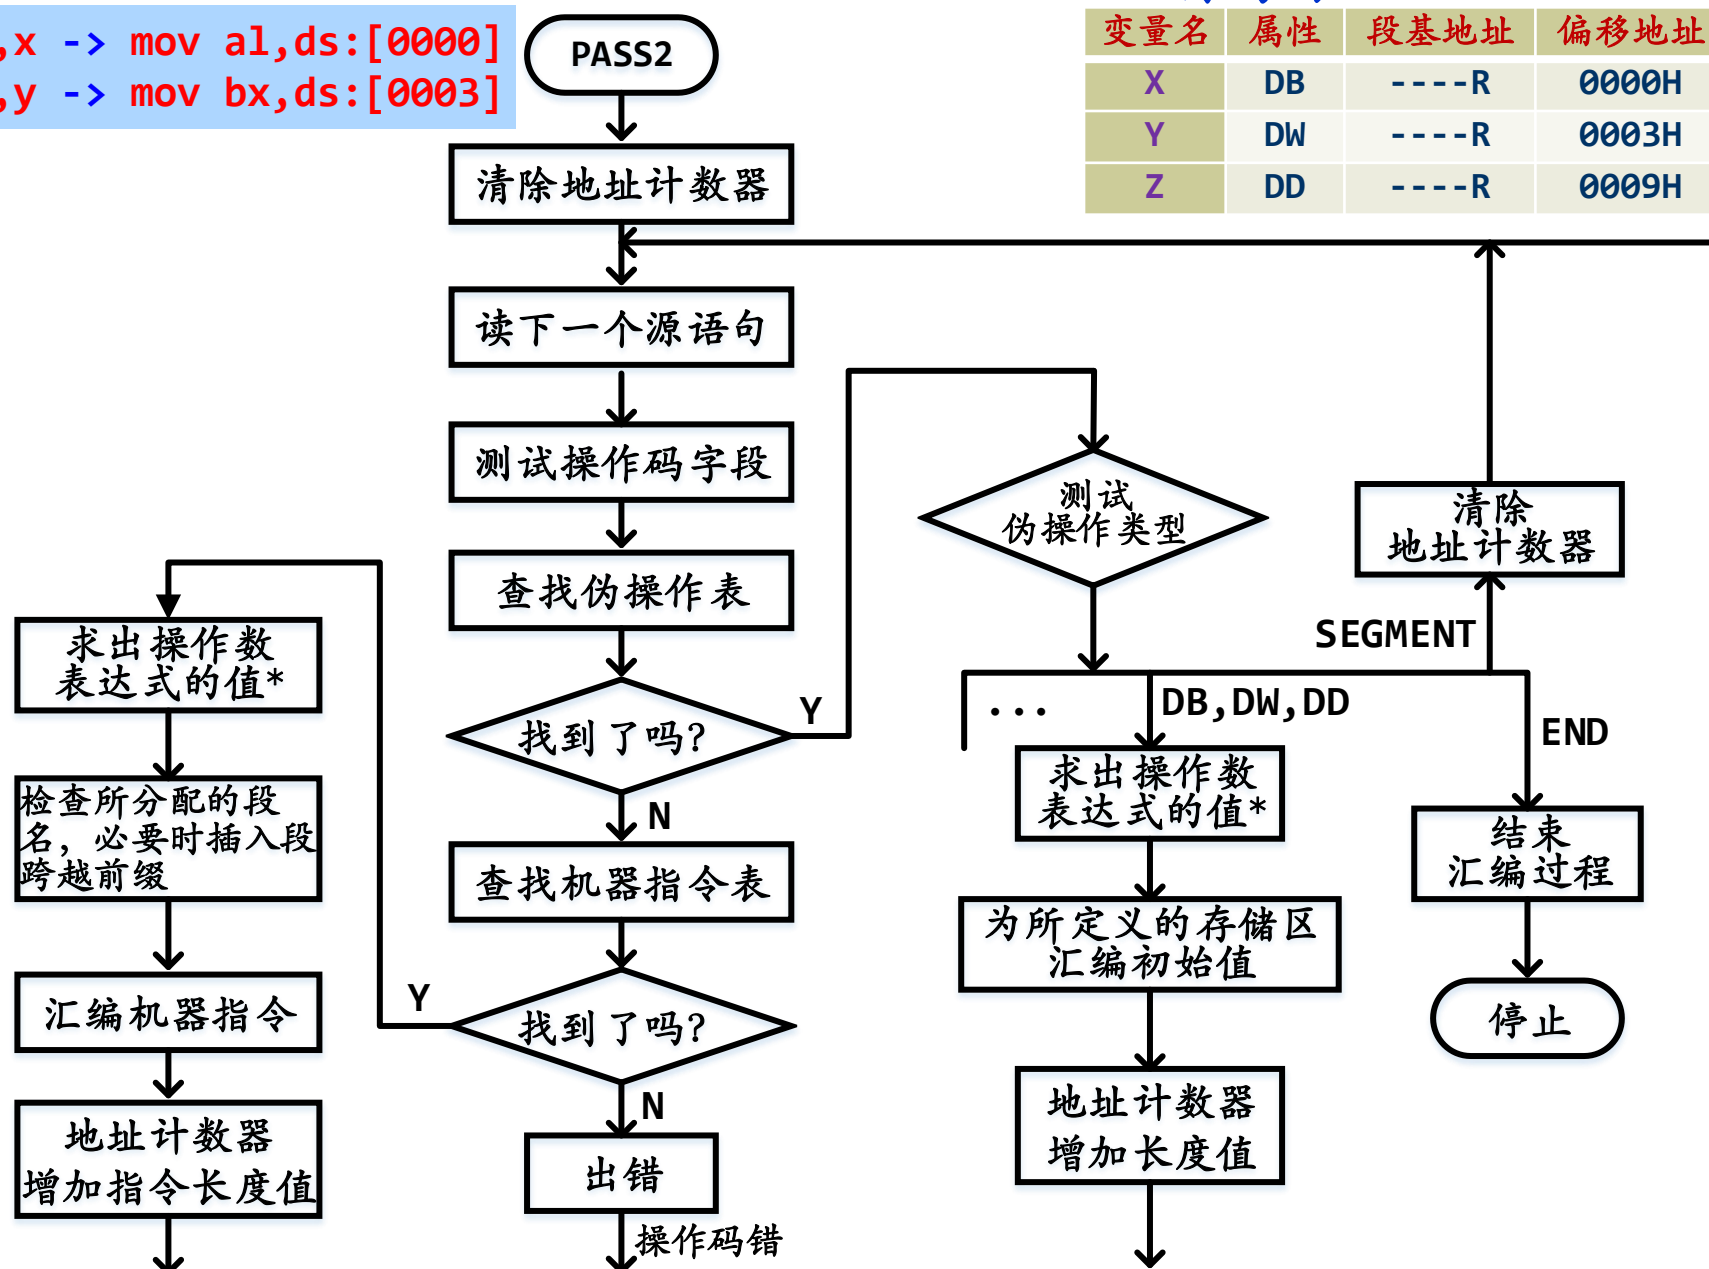 ,x -> mov al,ds:[0000]
,y -> mov bx,ds:[0003]
变量名 属性 段基地址 偏移地址
X DB ----R 0000H
Y DW ----R 0003H
Z DD ----R 0009H
PASS2
清除地址计数器
读下一个源语句
测试操作码字段
查找伪操作表
找到了吗?
Y
N
查找机器指令表
找到了吗?
Y
N
出错
操作码错
求出操作数
表达式的值*
检查所分配的段
名，必要时插入段
跨越前缀
汇编机器指令
地址计数器
增加指令长度值
测试
伪操作类型
...
DB,DW,DD
求出操作数
表达式的值*
为所定义的存储区
汇编初始值
地址计数器
增加长度值
SEGMENT
清除
地址计数器
END
结束
汇编过程
停止